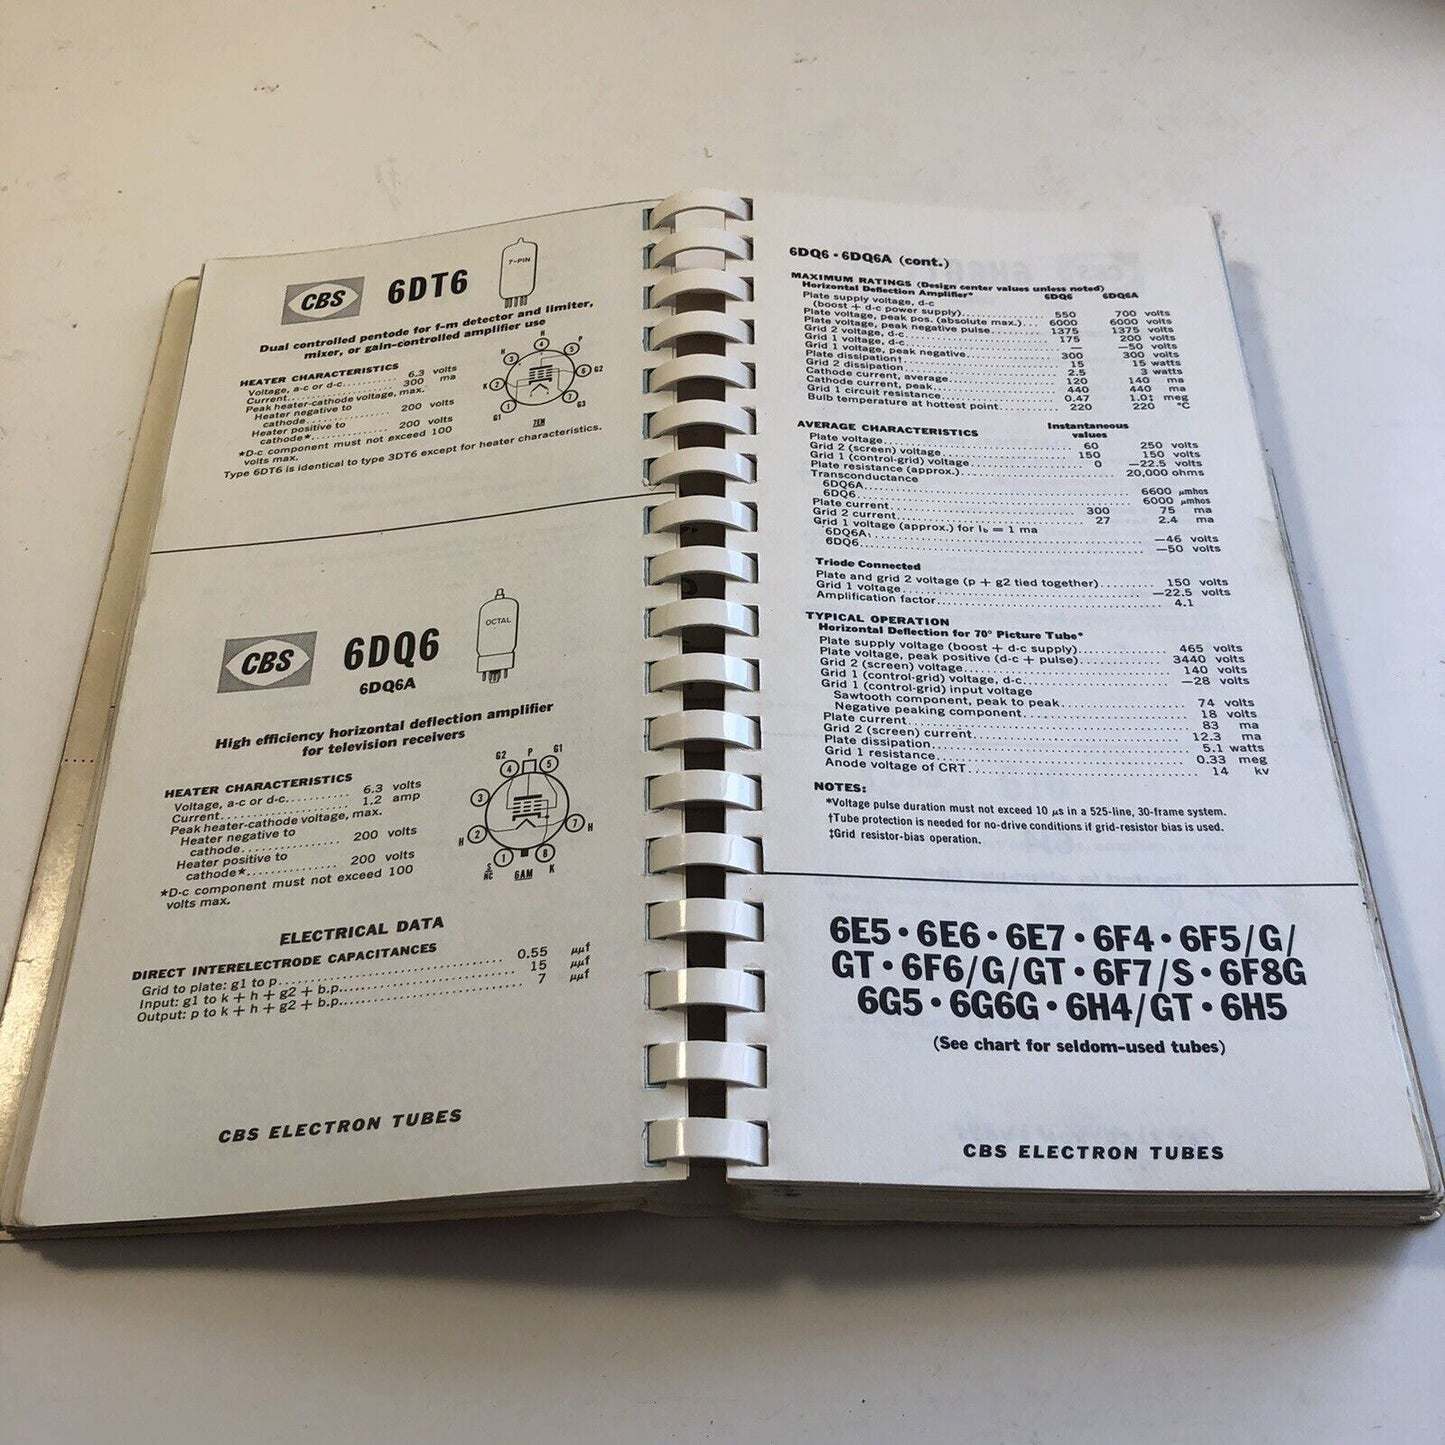 CBS 6DT6
7-PIN
Dual controlled pentode for f-m detector and limiter,
mixer, or gain-controlled amplifier use
HEATER CHARACTERISTICS
Voltage, a-c or d-c........... 6.3 volts
Current........... 300 ma
Peak heater-cathode voltage, max.
Heater negative to
cathode............... 200 volts
Heater positive to
cathode*............. 200 volts
*D-c component must not exceed 100
volts max.
H
H 4 P
3 5
K 2 6 G2
1 7
G1 7EN G3
Type 6DT6 is identical to type 3DT6 except for heater characteristics.
CBS 6DQ6
6DQ6A
OCTAL
High efficiency horizontal deflection amplifier
for television receivers
HEATER CHARACTERISTICS
Voltage, a-c or d-c........... 6.3 volts
Current.................... 1.2 amp
Peak heater-cathode voltage, max.
Heater negative to
cathode................ 200 volts
Heater positive to
cathode*.............. 200 volts
*D-c component must not exceed 100
volts max.
G2 P G1
4 5
3
H 2 7 H
1 8
S
NC 6AM K
ELECTRICAL DATA
DIRECT INTERELECTRODE CAPACITANCES
Grid to plate: g1 to p.................... 0.55 μμf
Input: g1 to k + h + g2 + b.p.................... 15 μμf
Output: p to k + h + g2 + b.p.................... 7 μμf
CBS ELECTRON TUBES
6DQ6 • 6DQ6A (cont.)
MAXIMUM RATINGS (Design center values unless noted)
Horizontal Deflection Amplifier* 6DQ6 6DQ6A
Plate supply voltage, d-c
(boost + d-c power supply)............ 550 700 volts
Plate voltage, peak pos. (absolute max.)... 6000 6000 volts
Plate voltage, peak negative pulse...... 1375 1375 volts
Grid 2 voltage, d-c................ 175 200 volts
Grid 1 voltage, d-c................ — —50 volts
Grid 1 voltage, peak negative........... 300 300 volts
Plate dissipation†............... 15 15 watts
Grid 2 dissipation............... 2.5 3 watts
Cathode current, average............ 120 140 ma
Cathode current, peak............. 440 440 ma
Grid 1 circuit resistance............ 0.47 1.0‡ meg
Bulb temperature at hottest point.......... 220 220 °C
AVERAGE CHARACTERISTICS Instantaneous
values
Plate voltage................ 60 250 volts
Grid 2 (screen) voltage............ 150 150 volts
Grid 1 (control-grid) voltage........... 0 —22.5 volts
Plate resistance (approx.)............ 20,000 ohms
Transconductance
6DQ6A.................... 6600 μmhos
6DQ6.................... 6000 μmhos
Plate current................ 300 75 ma
Grid 2 current................ 27 2.4 ma
Grid 1 voltage (approx.) for Ib = 1 ma
6DQ6A.................... —46 volts
6DQ6.................... —50 volts
Triode Connected
Plate and grid 2 voltage (p + g2 tied together)......... 150 volts
Grid 1 voltage.................... —22.5 volts
Amplification factor.................... 4.1
TYPICAL OPERATION
Horizontal Deflection for 70° Picture Tube*
Plate supply voltage (boost + d-c supply)............ 465 volts
Plate voltage, peak positive (d-c + pulse)............ 3440 volts
Grid 2 (screen) voltage.................... 140 volts
Grid 1 (control-grid) voltage, d-c.................... —28 volts
Grid 1 (control-grid) input voltage
Sawtooth component, peak to peak.................... 74 volts
Negative peaking component.................... 18 volts
Plate current.................... 83 ma
Grid 2 (screen) current.................... 12.3 ma
Plate dissipation.................... 5.1 watts
Grid 1 resistance.................... 0.33 meg
Anode voltage of CRT.................... 14 kv
NOTES:
*Voltage pulse duration must not exceed 10 μs in a 525-line, 30-frame system.
†Tube protection is needed for no-drive conditions if grid-resistor bias is used.
‡Grid resistor-bias operation.
6E5 • 6E6 • 6E7 • 6F4 • 6F5/G/
GT • 6F6/G/GT • 6F7/S • 6F8G
6G5 • 6G6G • 6H4/GT • 6H5
(See chart for seldom-used tubes)
CBS ELECTRON TUBES